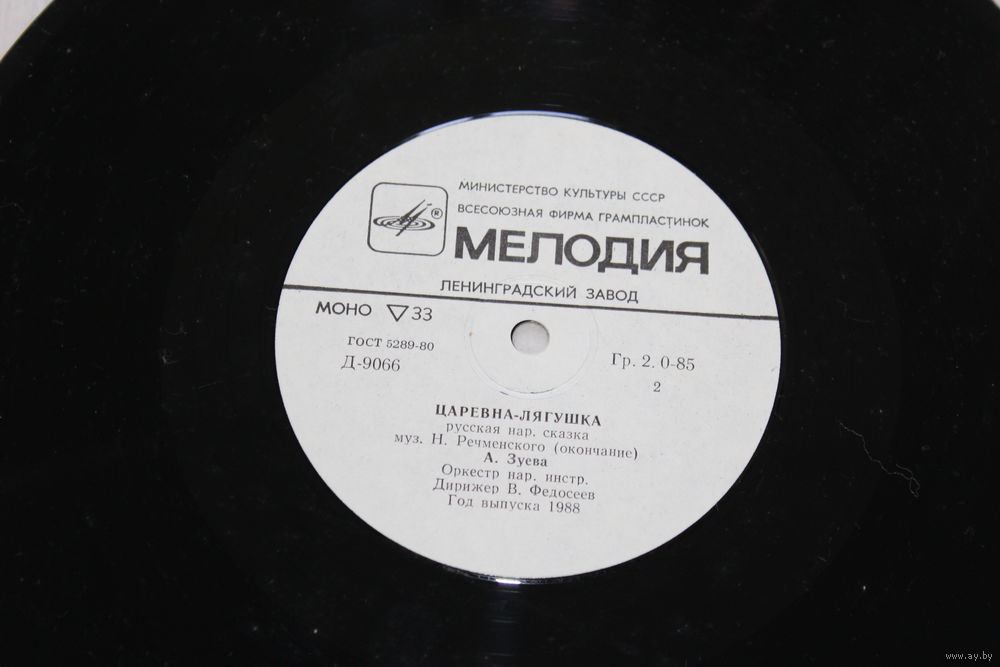 МИНИСТЕРСТВО КУЛЬТУРЫ СССР
ВСЕСОЮЗНАЯ ФИРМА ГРАМПЛАСТИНОК
®
МЕЛОДИЯ
ЛЕНИНГРАДСКИЙ ЗАВОД
МОНО ▽33
ГОСТ 5289-80
Д-9066
Гр. 2. 0-85
2
ЦАРЕВНА-ЛЯГУШКА
русская нар. сказка
муз. Н. Речменского (окончание)
А. Зуева
Оркестр нар. инстр.
Дирижер В. Федосеев
Год выпуска 1988
www.ay.by